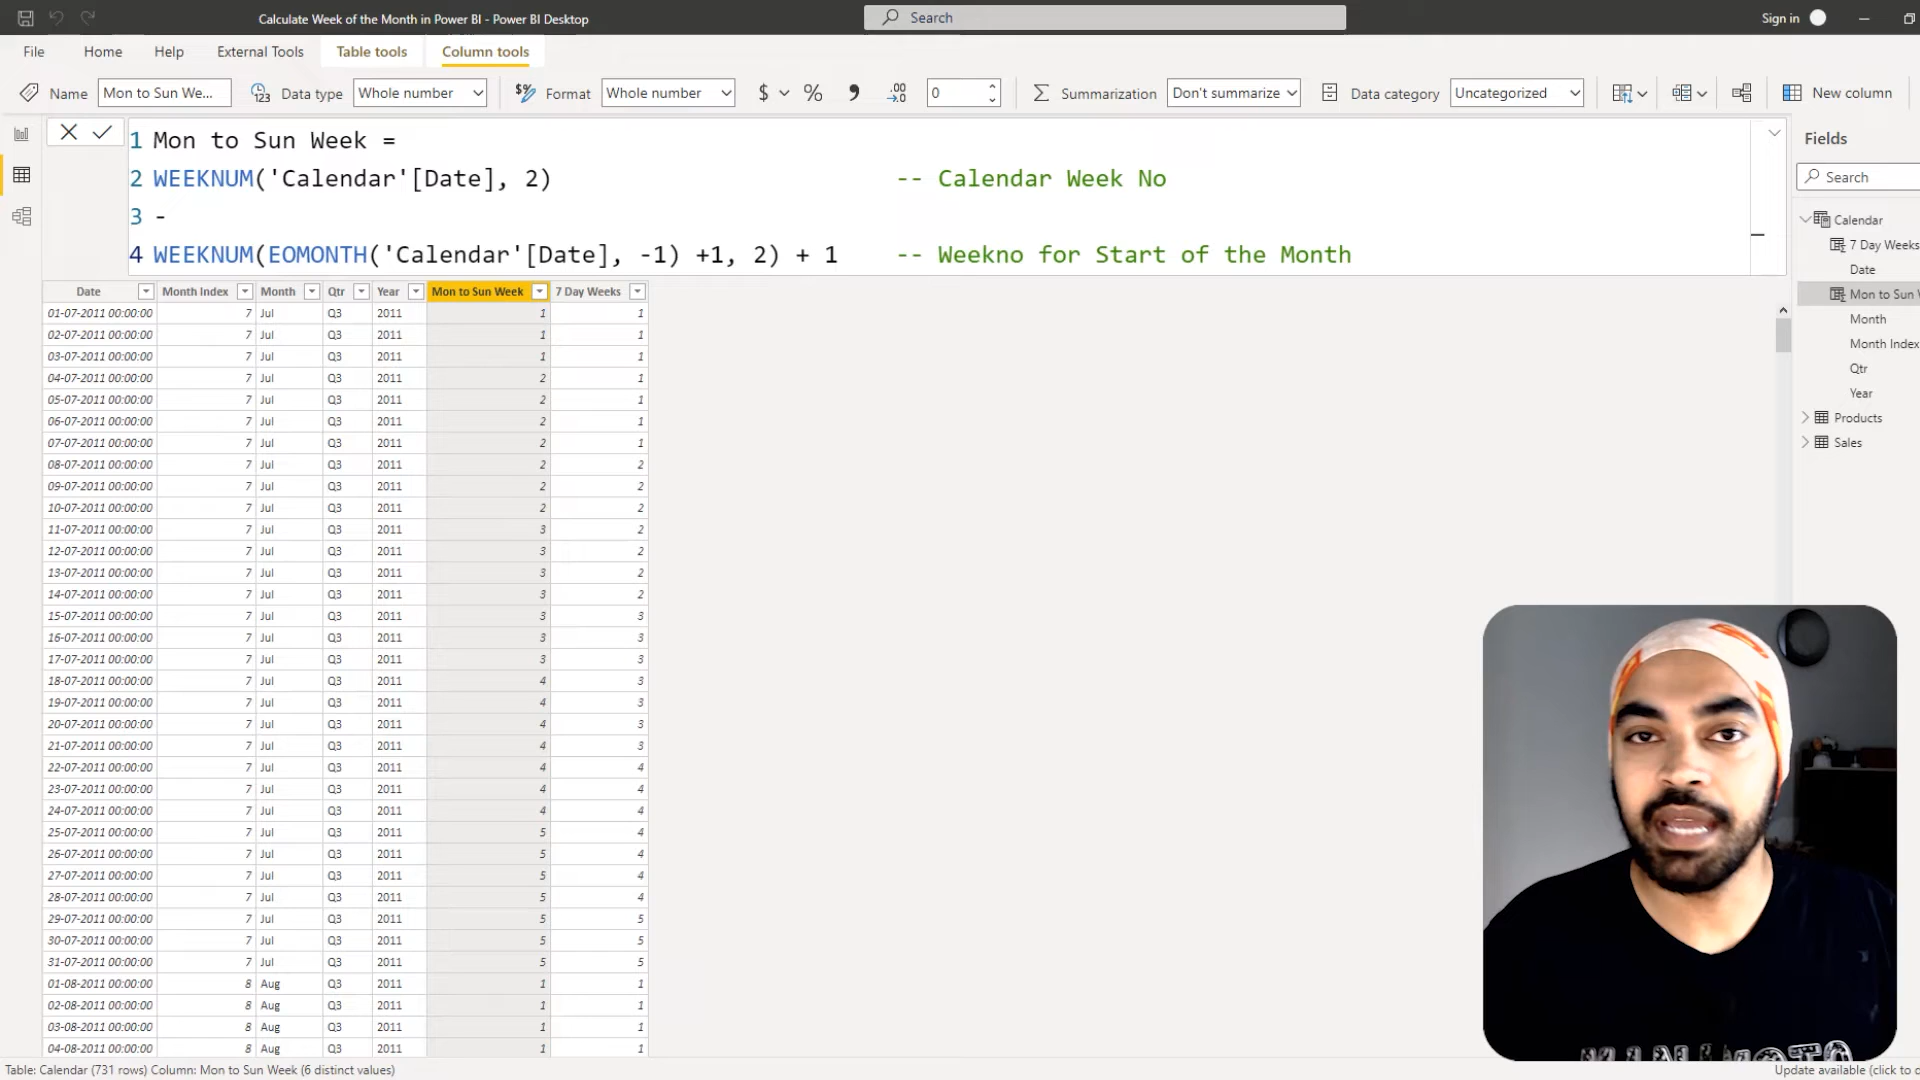 Calculate Week of the Month in Power BI - Power BI Desktop
Search
Sign in
File Home Help External Tools Table tools Column tools
Name Mon to Sun We... Data type Whole number Format Whole number $ % 0 Summarization Don't summarize Data category Uncategorized New column
1 Mon to Sun Week =
2 WEEKNUM('Calendar'[Date], 2) -- Calendar Week No
3 -
4 WEEKNUM(EOMONTH('Calendar'[Date], -1) +1, 2) + 1 -- Weekno for Start of the Month
Date Month Index Month Qtr Year Mon to Sun Week 7 Day Weeks
01-07-2011 00:00:00 7 Jul Q3 2011 1 1
02-07-2011 00:00:00 7 Jul Q3 2011 1 1
03-07-2011 00:00:00 7 Jul Q3 2011 1 1
04-07-2011 00:00:00 7 Jul Q3 2011 2 1
05-07-2011 00:00:00 7 Jul Q3 2011 2 1
06-07-2011 00:00:00 7 Jul Q3 2011 2 1
07-07-2011 00:00:00 7 Jul Q3 2011 2 1
08-07-2011 00:00:00 7 Jul Q3 2011 2 2
09-07-2011 00:00:00 7 Jul Q3 2011 2 2
10-07-2011 00:00:00 7 Jul Q3 2011 2 2
11-07-2011 00:00:00 7 Jul Q3 2011 3 2
12-07-2011 00:00:00 7 Jul Q3 2011 3 2
13-07-2011 00:00:00 7 Jul Q3 2011 3 2
14-07-2011 00:00:00 7 Jul Q3 2011 3 2
15-07-2011 00:00:00 7 Jul Q3 2011 3 3
16-07-2011 00:00:00 7 Jul Q3 2011 3 3
17-07-2011 00:00:00 7 Jul Q3 2011 3 3
18-07-2011 00:00:00 7 Jul Q3 2011 4 3
19-07-2011 00:00:00 7 Jul Q3 2011 4 3
20-07-2011 00:00:00 7 Jul Q3 2011 4 3
21-07-2011 00:00:00 7 Jul Q3 2011 4 3
22-07-2011 00:00:00 7 Jul Q3 2011 4 4
23-07-2011 00:00:00 7 Jul Q3 2011 4 4
24-07-2011 00:00:00 7 Jul Q3 2011 4 4
25-07-2011 00:00:00 7 Jul Q3 2011 5 4
26-07-2011 00:00:00 7 Jul Q3 2011 5 4
27-07-2011 00:00:00 7 Jul Q3 2011 5 4
28-07-2011 00:00:00 7 Jul Q3 2011 5 4
29-07-2011 00:00:00 7 Jul Q3 2011 5 5
30-07-2011 00:00:00 7 Jul Q3 2011 5 5
31-07-2011 00:00:00 7 Jul Q3 2011 5 5
01-08-2011 00:00:00 8 Aug Q3 2011 1 1
02-08-2011 00:00:00 8 Aug Q3 2011 1 1
03-08-2011 00:00:00 8 Aug Q3 2011 1 1
04-08-2011 00:00:00 8 Aug Q3 2011 1 1
Fields
Search
Calendar
7 Day Weeks
Date
Mon to Sun
Month
Month Index
Qtr
Year
Products
Sales
Table: Calendar (731 rows) Column: Mon to Sun Week (6 distinct values)
Update available (click to